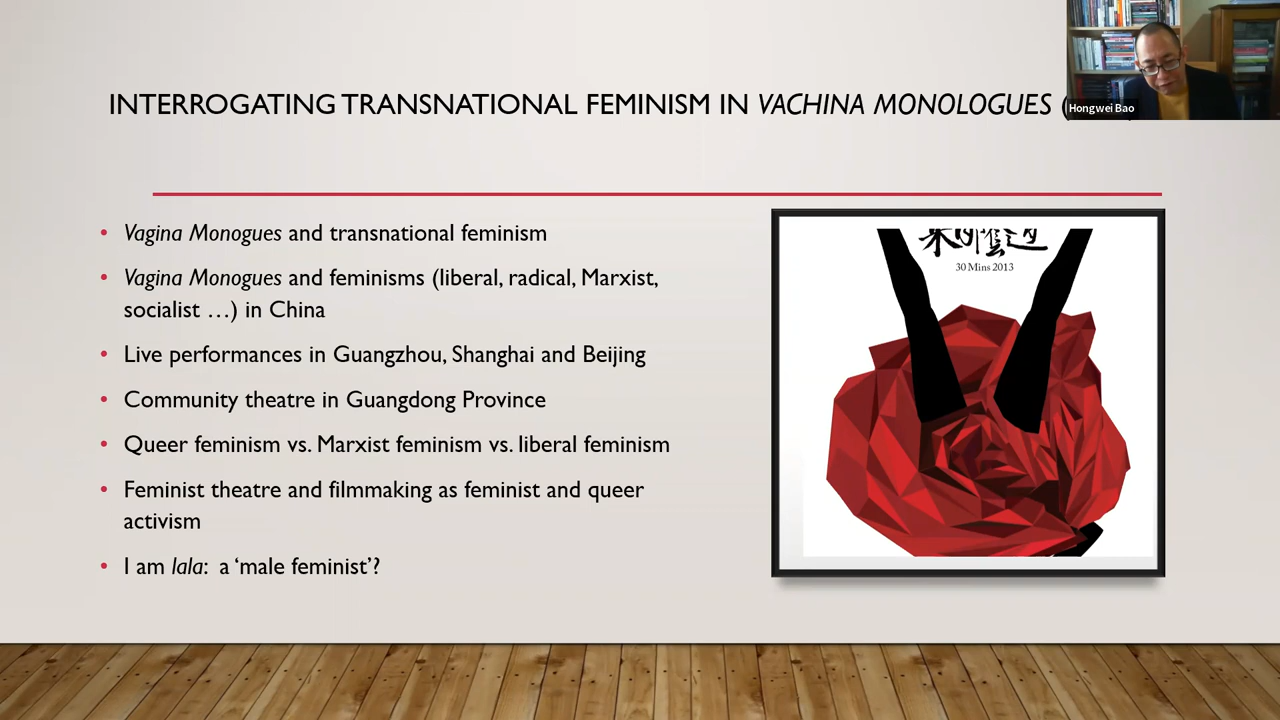 INTERROGATING TRANSNATIONAL FEMINISM IN VACHINA MONOLOGUES (
Hongwei Bao
• Vagina Monogues and transnational feminism
• Vagina Monogues and feminisms (liberal, radical, Marxist,
socialist …) in China
• Live performances in Guangzhou, Shanghai and Beijing
• Community theatre in Guangdong Province
• Queer feminism vs. Marxist feminism vs. liberal feminism
• Feminist theatre and filmmaking as feminist and queer
activism
• I am lala: a ‘male feminist’?
30 Mins 2013